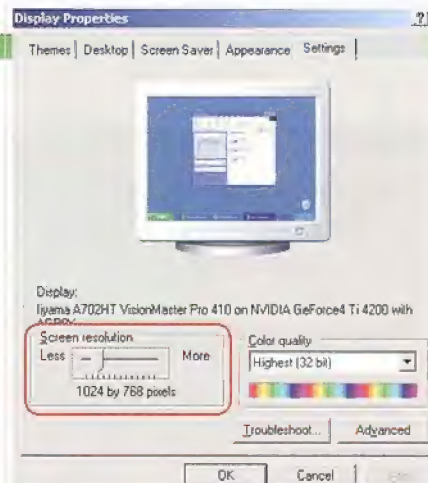 Display Properties
Themes Desktop Screen Saver Appearance Settings
Display:
Iiyama A702HT VisionMaster Pro 410 on NVIDIA GeForce4 Ti 4200 with
Screen resolution
Less More
1024 by 768 pixels
Color quality
Highest (32 bit)
Troubleshoot... Advanced
OK Cancel